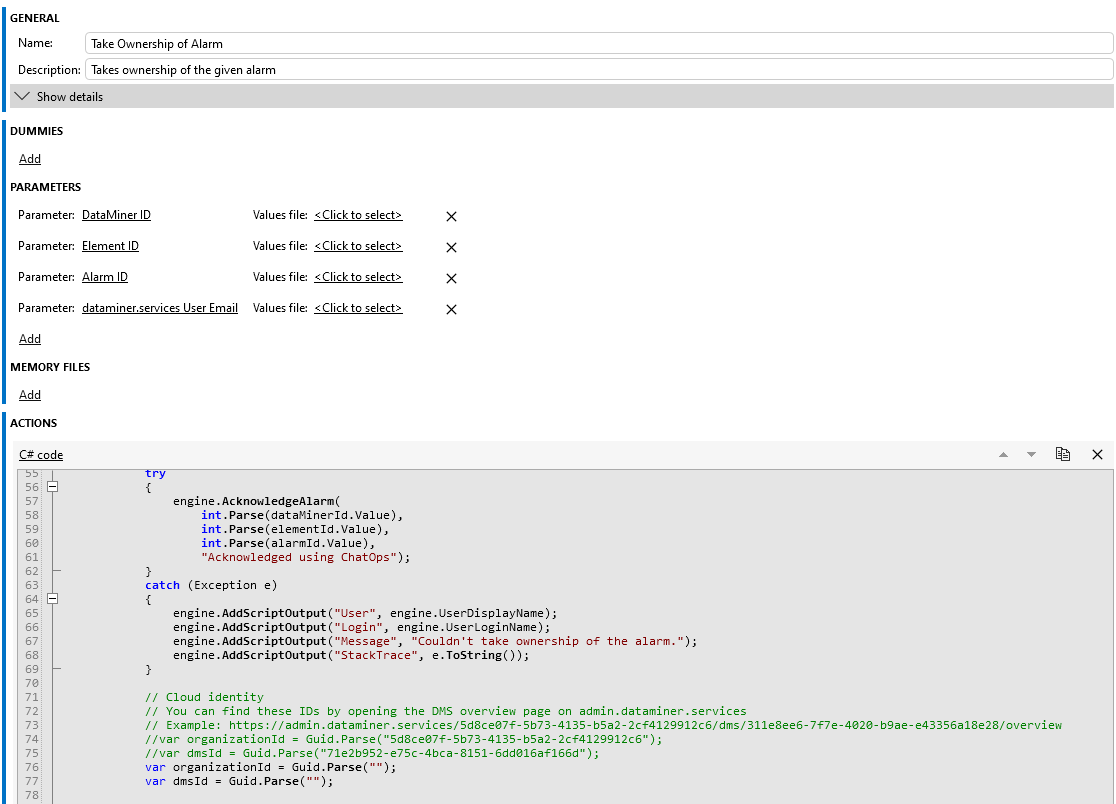 GENERAL
Name: Take Ownership of Alarm
Description: Takes ownership of the given alarm
Show details
DUMMIES
Add
PARAMETERS
Parameter: DataMiner ID Values file: <Click to select>
Parameter: Element ID Values file: <Click to select>
Parameter: Alarm ID Values file: <Click to select>
Parameter: dataminer.services User Email Values file: <Click to select>
Add
MEMORY FILES
Add
ACTIONS
C# code
55 try
56 {
57 engine.AcknowledgeAlarm(
58 int.Parse(dataMinerId.Value),
59 int.Parse(elementId.Value),
60 int.Parse(alarmId.Value),
61 "Acknowledged using ChatOps");
62 }
63 catch (Exception e)
64 {
65 engine.AddScriptOutput("User", engine.UserDisplayName);
66 engine.AddScriptOutput("Login", engine.UserLoginName);
67 engine.AddScriptOutput("Message", "Couldn't take ownership of the alarm.");
68 engine.AddScriptOutput("StackTrace", e.ToString());
69 }
70
71 // Cloud identity
72 // You can find these IDs by opening the DMS overview page on admin.dataminer.services
73 // Example: https://admin.dataminer.services/5d8ce07f-5b73-4135-b5a2-2cf4129912c6/dms/311e8ee6-7f7e-4020-b9ae-e43356a18e28/overview
74 //var organizationId = Guid.Parse("5d8ce07f-5b73-4135-b5a2-2cf4129912c6");
75 //var dmsId = Guid.Parse("71e2b952-e75c-4bca-8151-6dd016af166d");
76 var organizationId = Guid.Parse("");
77 var dmsId = Guid.Parse("");
78